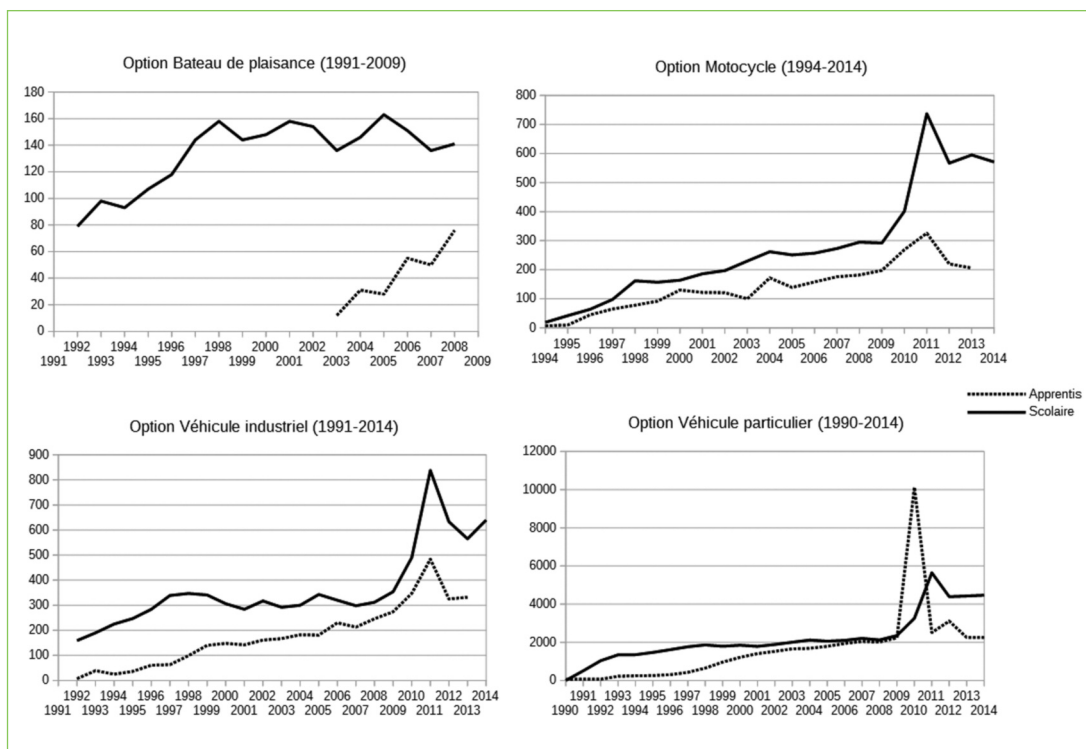 Option Bateau de plaisance (1991-2009)
180
160
140
120
100
80
60
40
20
0
1992 1994 1996 1998 2000 2002 2004 2006 2008
1991 1993 1995 1997 1999 2001 2003 2005 2007 2009
Option Motocycle (1994-2014)
800
700
600
500
400
300
200
100
0
1995 1997 1999 2001 2003 2005 2007 2009 2011 2013
1994 1996 1998 2000 2002 2004 2006 2008 2010 2012 2014
Apprentis
Scolaire
Option Véhicule industriel (1991-2014)
900
800
700
600
500
400
300
200
100
0
1992 1994 1996 1998 2000 2002 2004 2006 2008 2010 2012 2014
1991 1993 1995 1997 1999 2001 2003 2005 2007 2009 2011 2013
Option Véhicule particulier (1990-2014)
12000
10000
8000
6000
4000
2000
0
1991 1993 1995 1997 1999 2001 2003 2005 2007 2009 2011 2013
1990 1992 1994 1996 1998 2000 2002 2004 2006 2008 2010 2012 2014